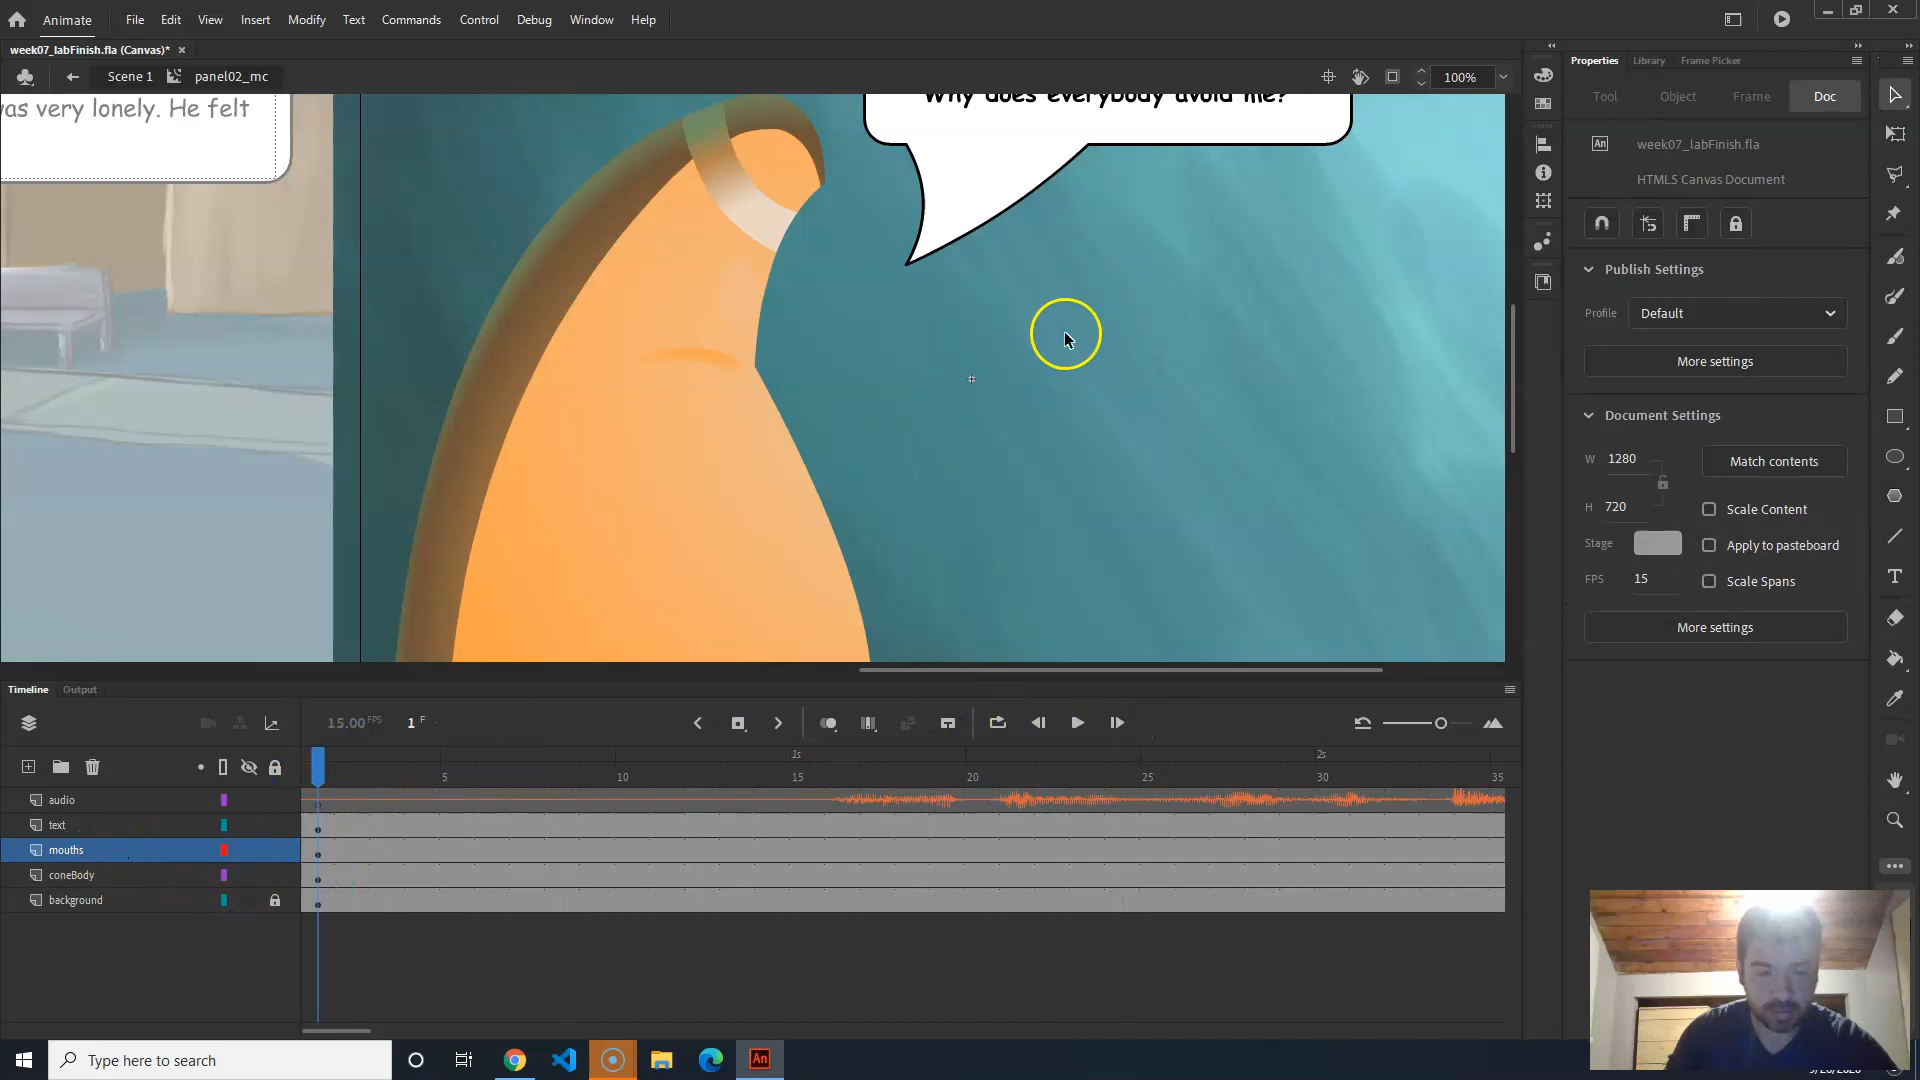 Animate File Edit View Insert Modify Text Commands Control Debug Window Help
week07_labFinish.fla (Canvas)*
Scene 1 panel02_mc 100%
was very lonely. He felt
Why does everybody avoid me?
Properties Library Frame Picker
Tool Object Frame Doc
An week07_labFinish.fla
HTML5 Canvas Document
Publish Settings
Profile Default
More settings
Document Settings
W 1280 Match contents
H 720 Scale Content
Stage Apply to pasteboard
FPS 15 Scale Spans
More settings
Timeline Output
15.00 FPS 1 F
1s 2s
5 10 15 20 25 30 35
audio
text
mouths
coneBody
background
Type here to search
An